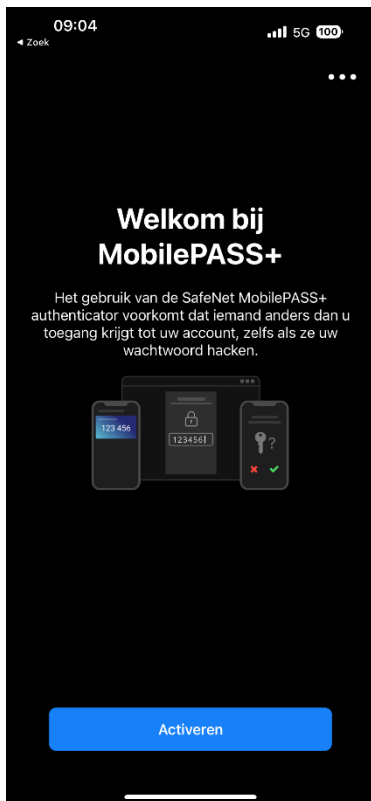 09:04
5G 100
◀ Zoek
Welkom bij
MobilePASS+
Het gebruik van de SafeNet MobilePASS+
authenticator voorkomt dat iemand anders dan u
toegang krijgt tot uw account, zelfs als ze uw
wachtwoord hacken.
123 456
123456
?
Activeren